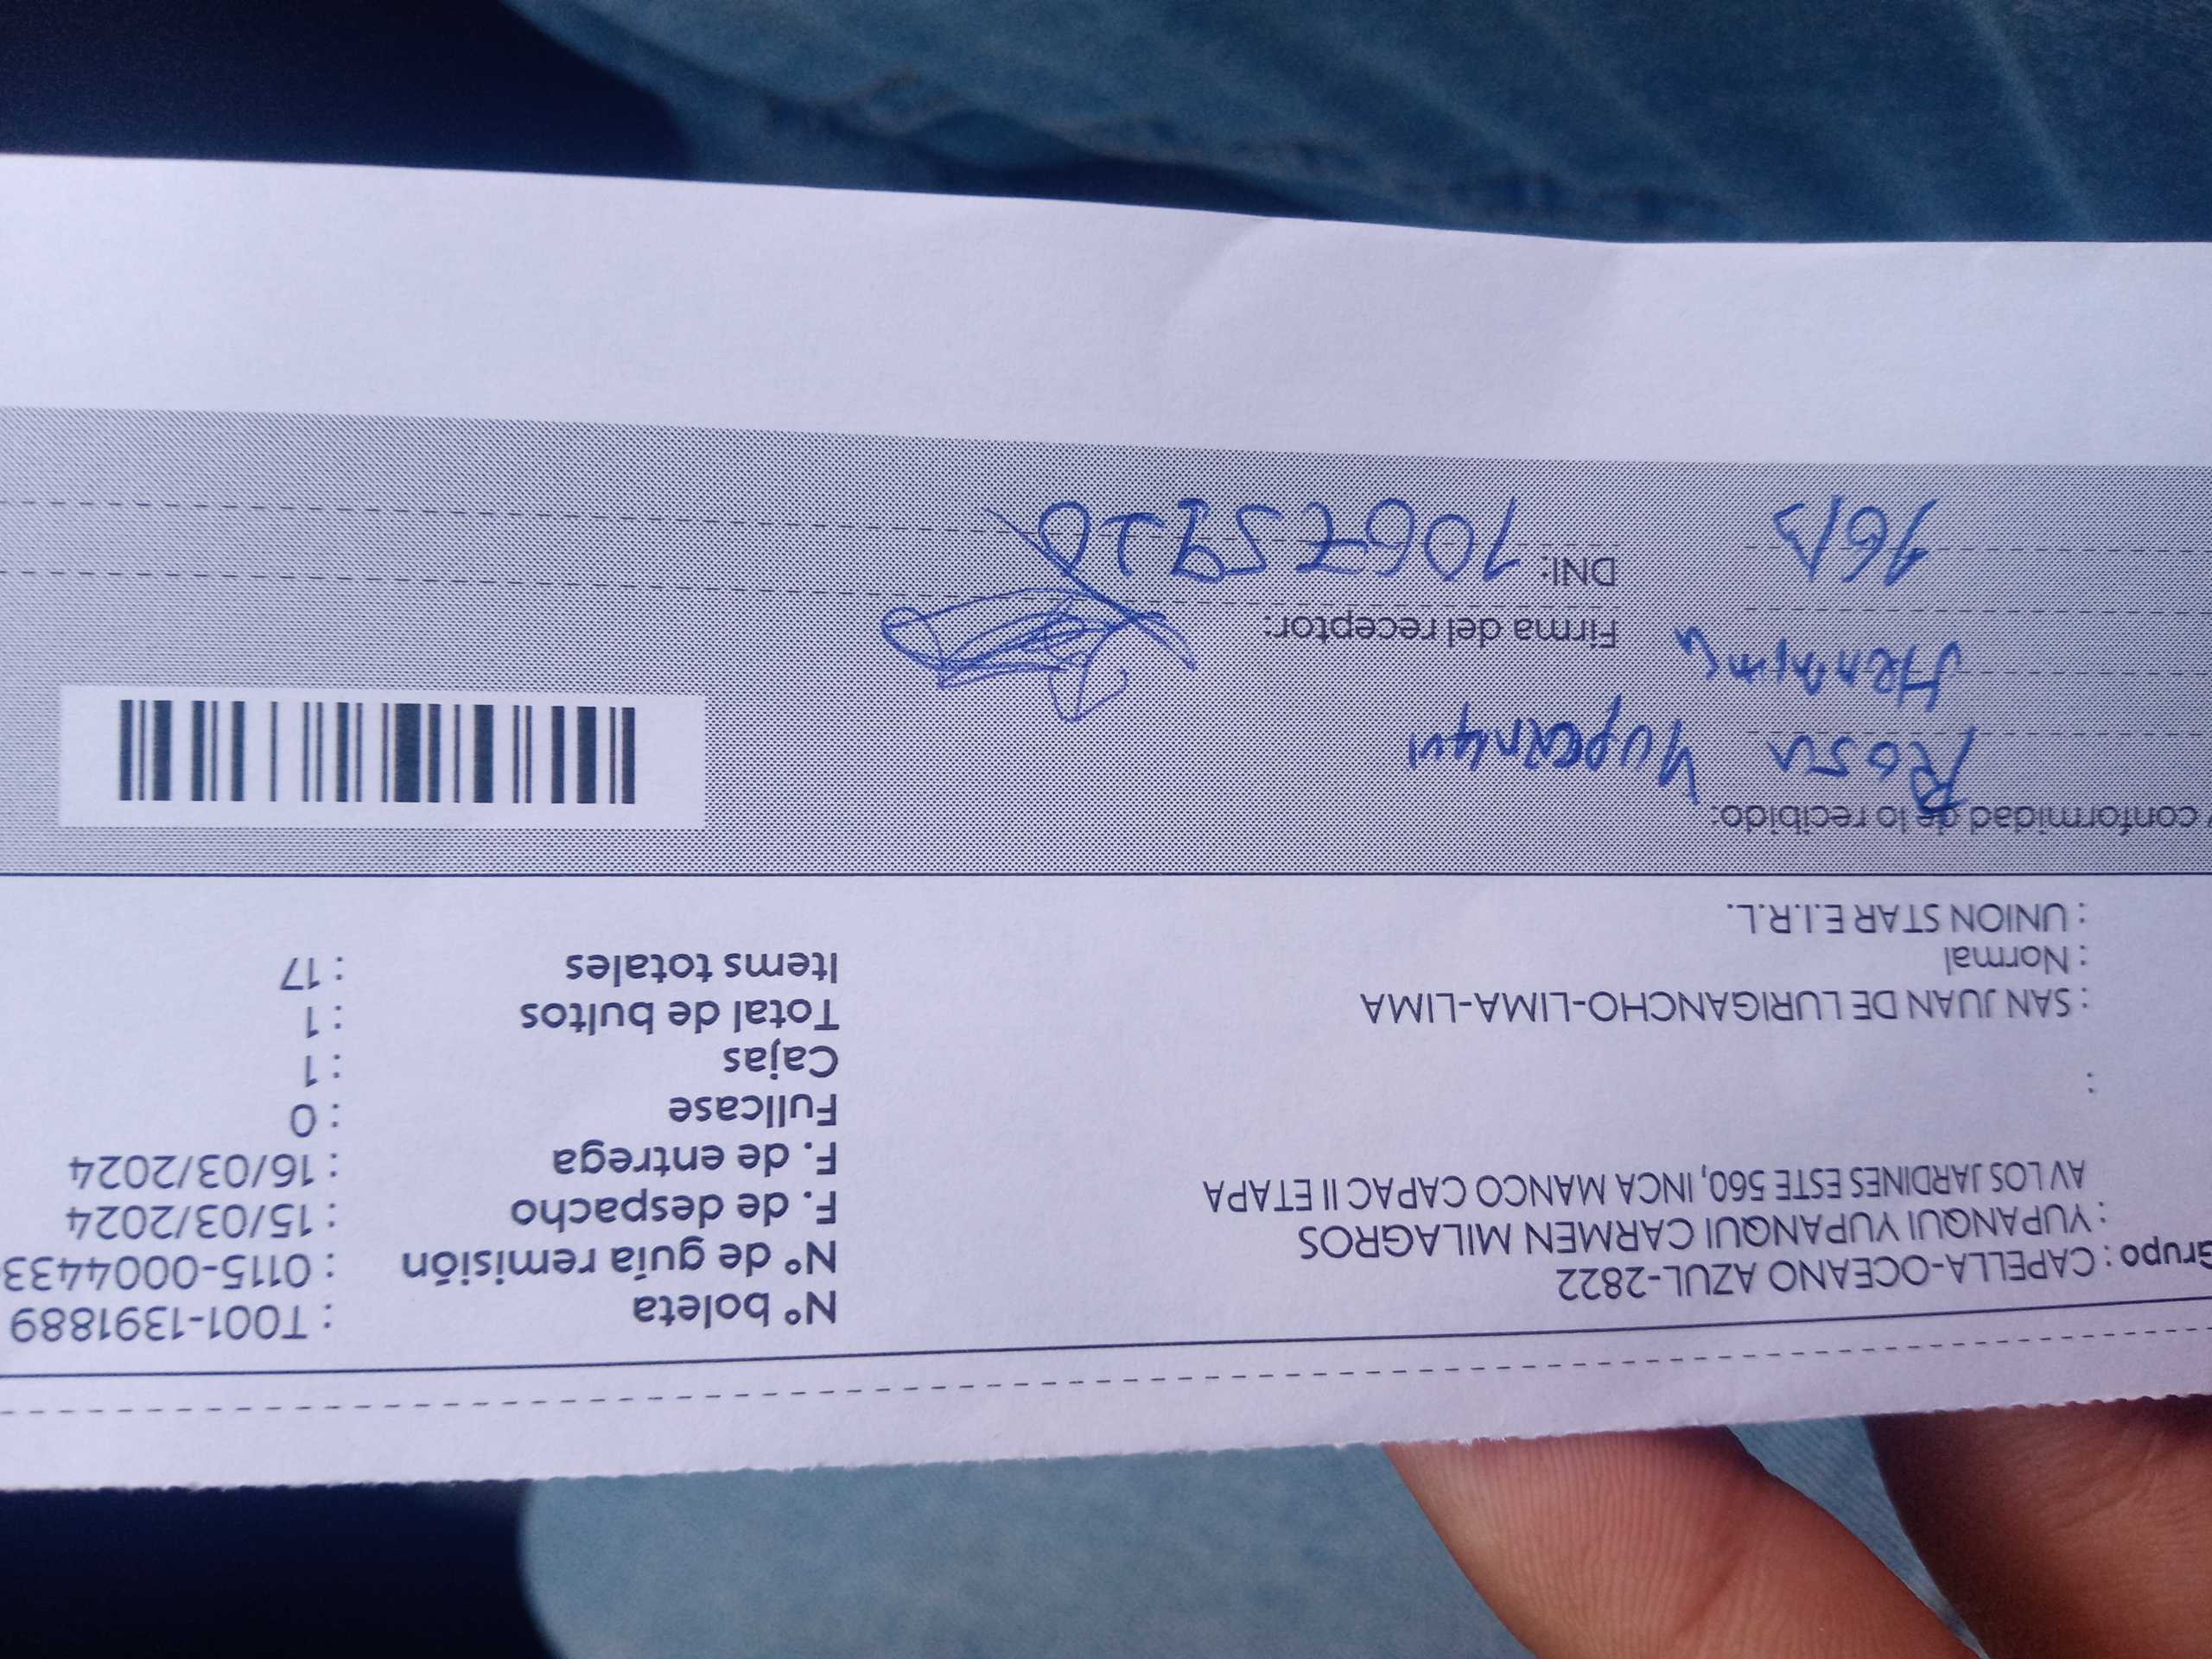 Grupo : CAPELLA-OCEANO AZUL-2822
: YUPANQUI YUPANQUI CARMEN MILAGROS
AV LOS JARDINES ESTE 560, INCA MANCO CAPAC II ETAPA
:
: SAN JUAN DE LURIGANCHO-LIMA-LIMA
: Normal
: UNION STAR E.I.R.L.
N° boleta : T001-1391889
N° de guía remisión : 0115-0004433
F. de despacho : 15/03/2024
F. de entrega : 16/03/2024
Fullcase : 0
Cajas : 1
Total de bultos : 1
Items totales : 17
conformidad de lo recibido:
Rosa Yupanqui
Hermana
16/3
Firma del receptor:
DNI: 10675920